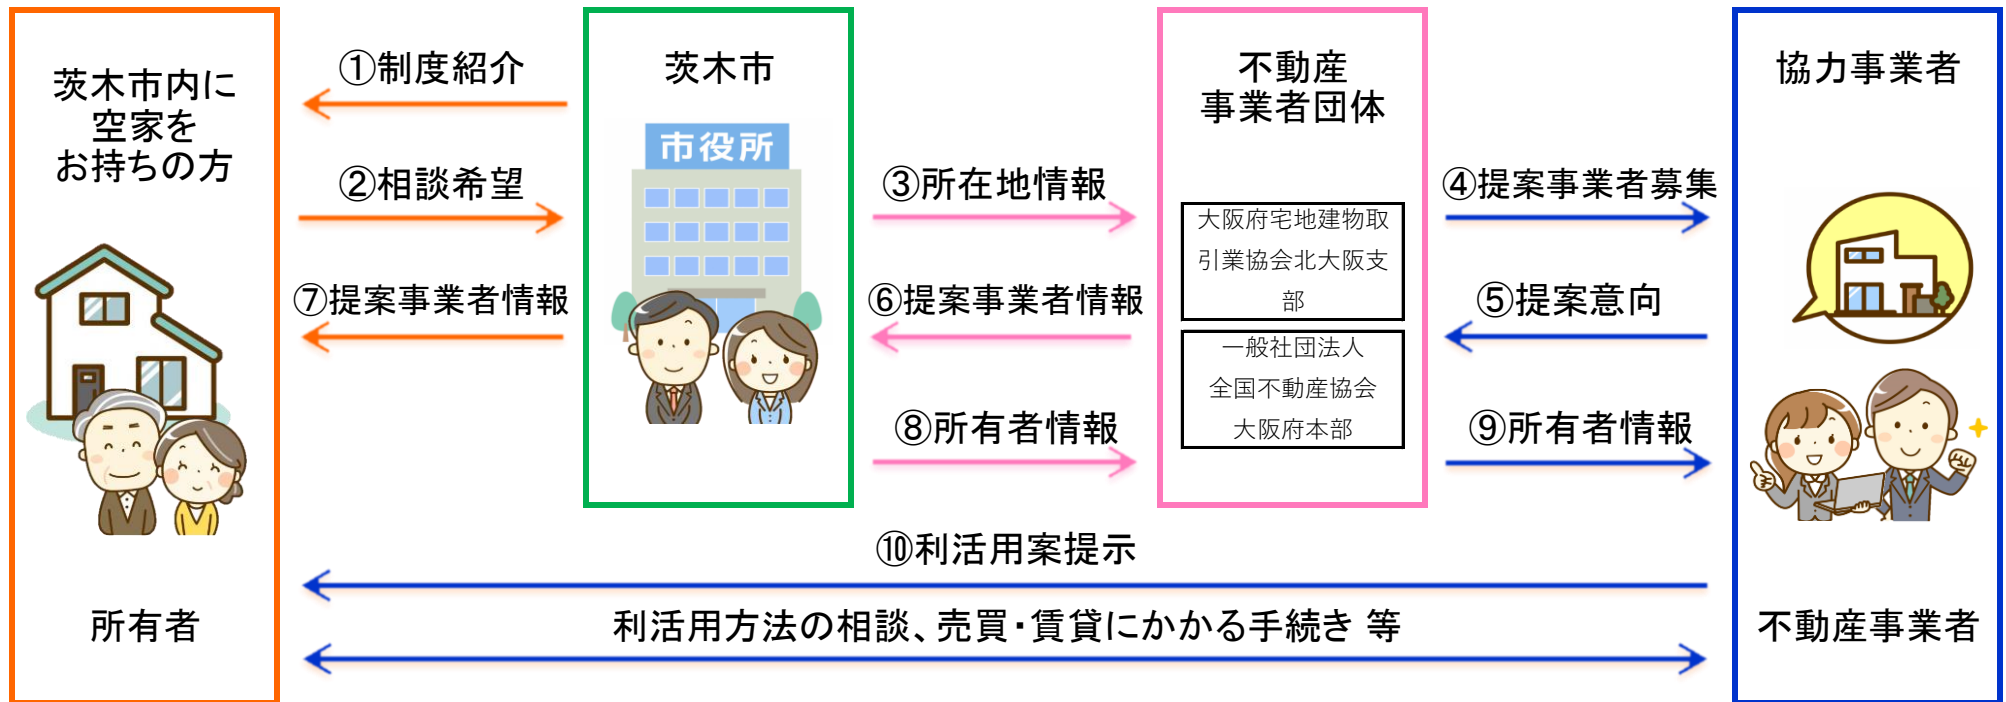 茨木市内に
空家を
お持ちの方
所有者
①制度紹介
②相談希望
⑦提案事業者情報
茨木市
市役所
③所在地情報
⑥提案事業者情報
⑧所有者情報
不動産
事業者団体
大阪府宅地建物取
引業協会北大阪支
部
一般社団法人
全国不動産協会
大阪府本部
④提案事業者募集
⑤提案意向
⑨所有者情報
協力事業者
不動産事業者
⑩利活用案提示
利活用方法の相談、売買・賃貸にかかる手続き 等